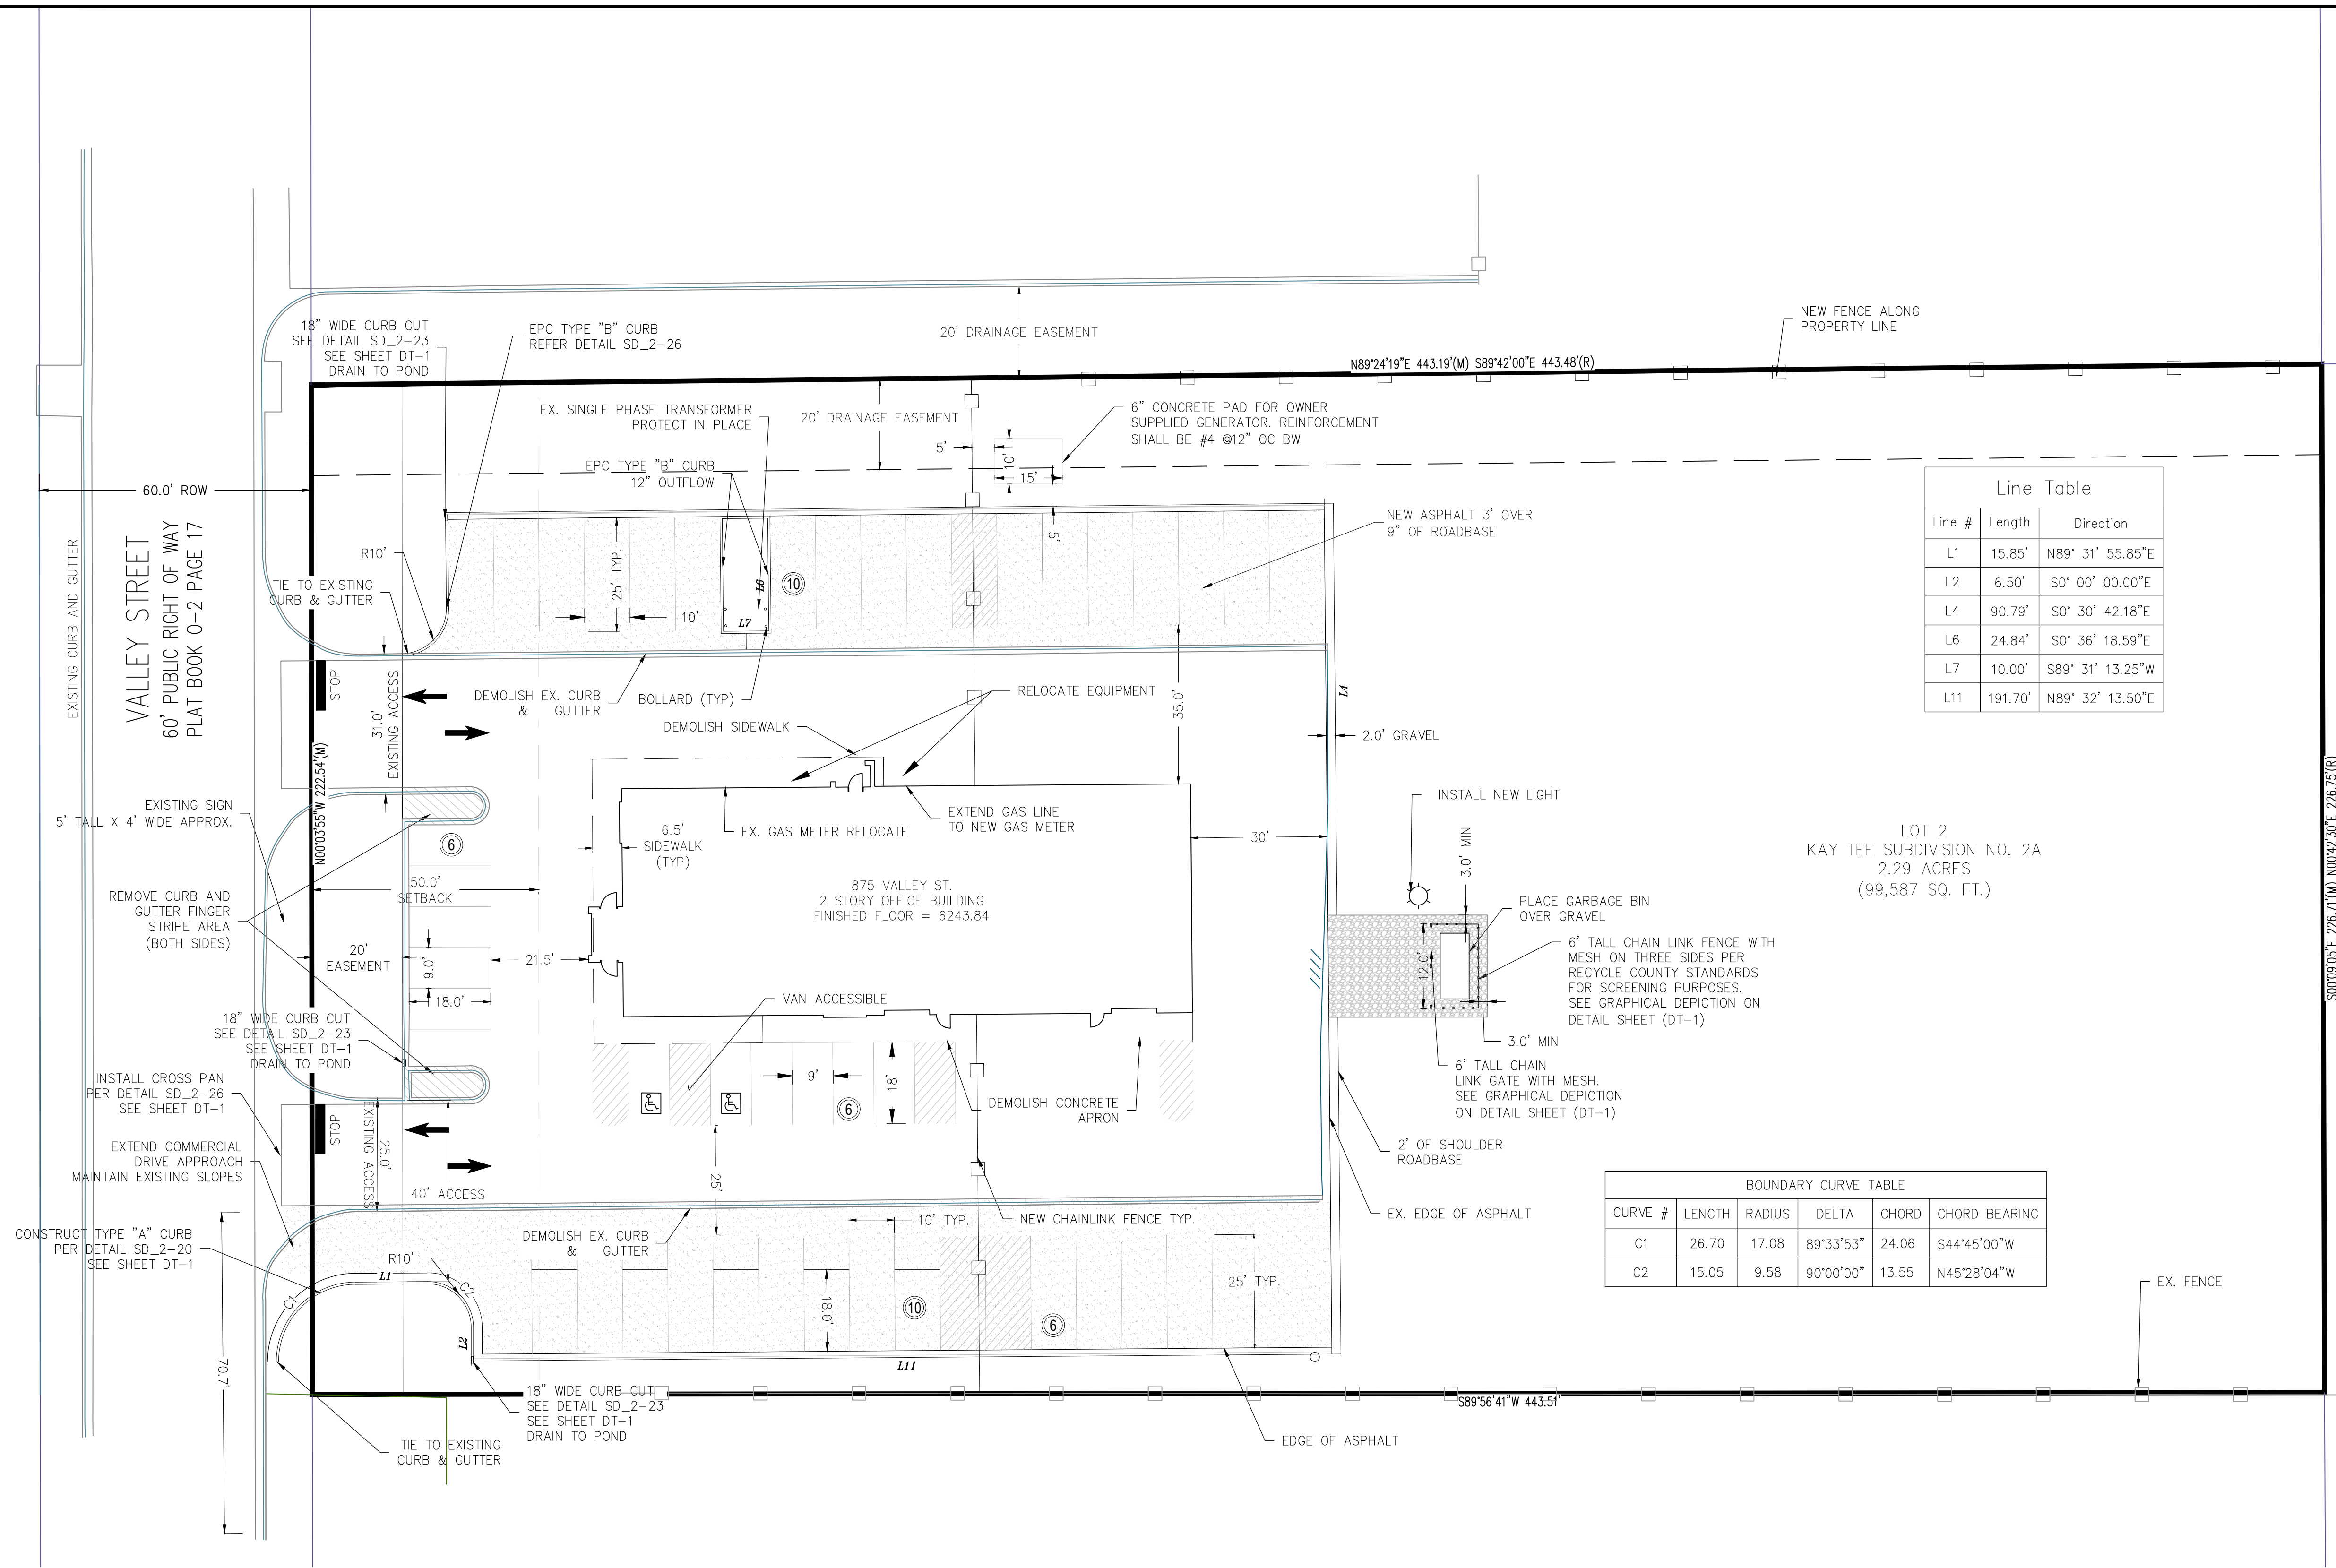 18" WIDE CURB CUT
SEE DETAIL SD_2-23
SEE SHEET DT-1
DRAIN TO POND
EPC TYPE "B" CURB
REFER DETAIL SD_2-26
20' DRAINAGE EASEMENT
NEW FENCE ALONG
PROPERTY LINE
N89°24'19"E 443.19'(M) S89°42'00"E 443.48'(R)
EX. SINGLE PHASE TRANSFORMER
PROTECT IN PLACE
20' DRAINAGE EASEMENT
6" CONCRETE PAD FOR OWNER
SUPPLIED GENERATOR. REINFORCEMENT
SHALL BE #4 @12" OC BW
5'
10'
15'
EPC TYPE "B" CURB
12" OUTFLOW
60.0' ROW
EXISTING CURB AND GUTTER
VALLEY STREET
60' PUBLIC RIGHT OF WAY
PLAT BOOK O-2 PAGE 17
R10'
TIE TO EXISTING
CURB & GUTTER
25' TYP.
10'
L6
L7
10
5'
NEW ASPHALT 3' OVER
9" OF ROADBASE
Line Table
Line # Length Direction
L1 15.85' N89° 31' 55.85"E
L2 6.50' S0° 00' 00.00"E
L4 90.79' S0° 30' 42.18"E
L6 24.84' S0° 36' 18.59"E
L7 10.00' S89° 31' 13.25"W
L11 191.70' N89° 32' 13.50"E
STOP
31.0'
EXISTING ACCESS
DEMOLISH EX. CURB
& GUTTER
BOLLARD (TYP)
RELOCATE EQUIPMENT
DEMOLISH SIDEWALK
35.0'
L4
2.0' GRAVEL
N00°03'55"W 222.54'(M)
EXISTING SIGN
5' TALL X 4' WIDE APPROX.
6
6.5'
SIDEWALK
(TYP)
EX. GAS METER RELOCATE
EXTEND GAS LINE
TO NEW GAS METER
30'
INSTALL NEW LIGHT
3.0' MIN
LOT 2
KAY TEE SUBDIVISION NO. 2A
2.29 ACRES
(99,587 SQ. FT.)
S00°09'05"E 226.71'(M) N00°42'30"E 226.75'(R)
REMOVE CURB AND
GUTTER FINGER
STRIPE AREA
(BOTH SIDES)
50.0'
SETBACK
875 VALLEY ST.
2 STORY OFFICE BUILDING
FINISHED FLOOR = 6243.84
PLACE GARBAGE BIN
OVER GRAVEL
20'
EASEMENT
9.0'
18.0'
21.5'
12.0'
6' TALL CHAIN LINK FENCE WITH
MESH ON THREE SIDES PER
RECYCLE COUNTY STANDARDS
FOR SCREENING PURPOSES.
SEE GRAPHICAL DEPICTION ON
DETAIL SHEET (DT-1)
VAN ACCESSIBLE
18" WIDE CURB CUT
SEE DETAIL SD_2-23
SEE SHEET DT-1
DRAIN TO POND
3.0' MIN
6' TALL CHAIN
LINK GATE WITH MESH.
SEE GRAPHICAL DEPICTION
ON DETAIL SHEET (DT-1)
INSTALL CROSS PAN
PER DETAIL SD_2-26
SEE SHEET DT-1
9'
18'
6
DEMOLISH CONCRETE
APRON
STOP
EXISTING ACCESS
25.0'
EXTEND COMMERCIAL
DRIVE APPROACH
MAINTAIN EXISTING SLOPES
2' OF SHOULDER
ROADBASE
40' ACCESS
25'
BOUNDARY CURVE TABLE
CURVE # LENGTH RADIUS DELTA CHORD CHORD BEARING
C1 26.70 17.08 89°33'53" 24.06 S44°45'00"W
C2 15.05 9.58 90°00'00" 13.55 N45°28'04"W
CONSTRUCT TYPE "A" CURB
PER DETAIL SD_2-20
SEE SHEET DT-1
DEMOLISH EX. CURB
& GUTTER
10' TYP.
NEW CHAINLINK FENCE TYP.
EX. EDGE OF ASPHALT
R10'
L1
C1
C2
L2
18.0'
10
6
25' TYP.
EX. FENCE
70.7'
L11
18" WIDE CURB CUT
SEE DETAIL SD_2-23
SEE SHEET DT-1
DRAIN TO POND
S89°56'41"W 443.51'
TIE TO EXISTING
CURB & GUTTER
EDGE OF ASPHALT